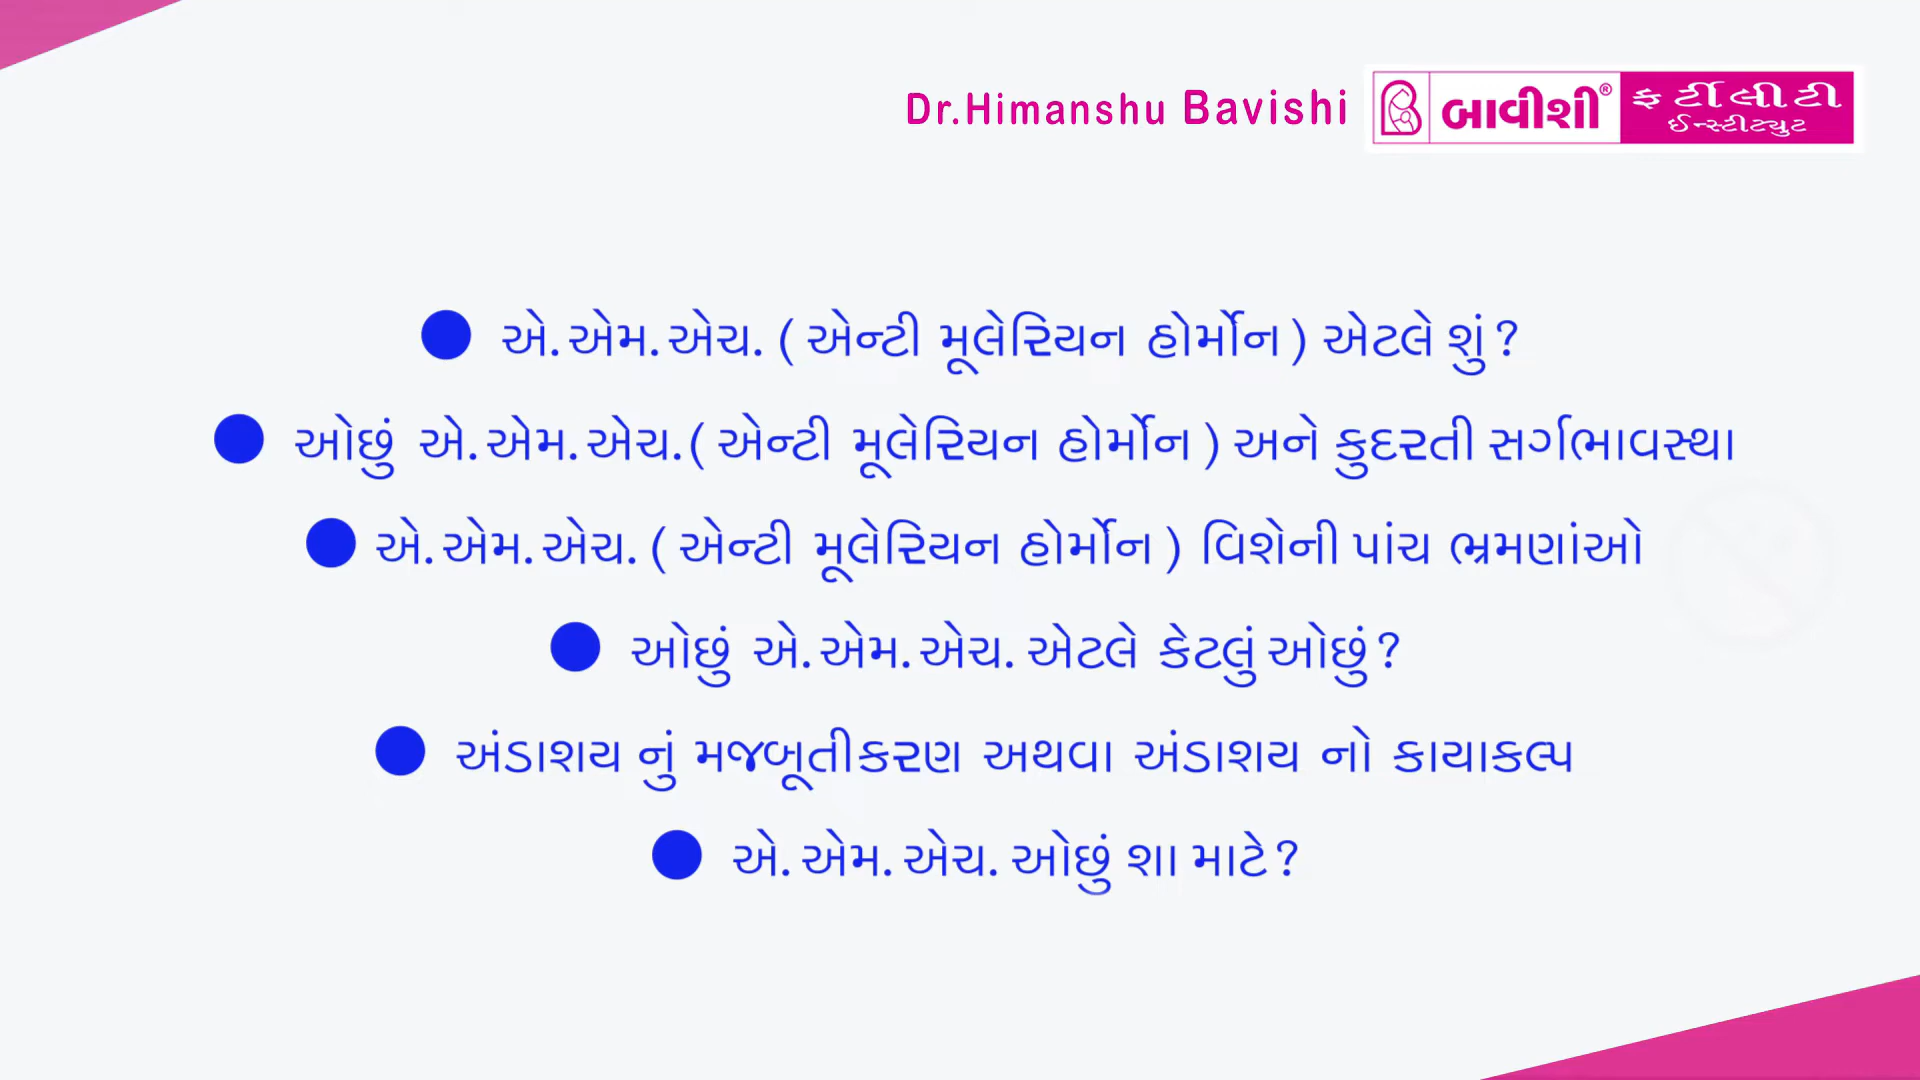 Dr.Himanshu Bavishi
બાવીશી® ફર્ટીલીટી
ઈન્સ્ટીટ્યુટ
● એ.એમ.એચ. ( એન્ટી મૂલેરિયન હોર્મોન ) એટલે શું ?
● ઓછું એ.એમ.એચ.( એન્ટી મૂલેરિયન હોર્મોન ) અને કુદરતી સર્ગભાવસ્થા
● એ.એમ.એચ. ( એન્ટી મૂલેરિયન હોર્મોન ) વિશેની પાંચ ભ્રમણાંઓ
● ઓછું એ.એમ.એચ. એટલે કેટલું ઓછું ?
● અંડાશય નું મજબૂતીકરણ અથવા અંડાશય નો કાયાકલ્પ
● એ.એમ.એચ. ઓછું શા માટે ?